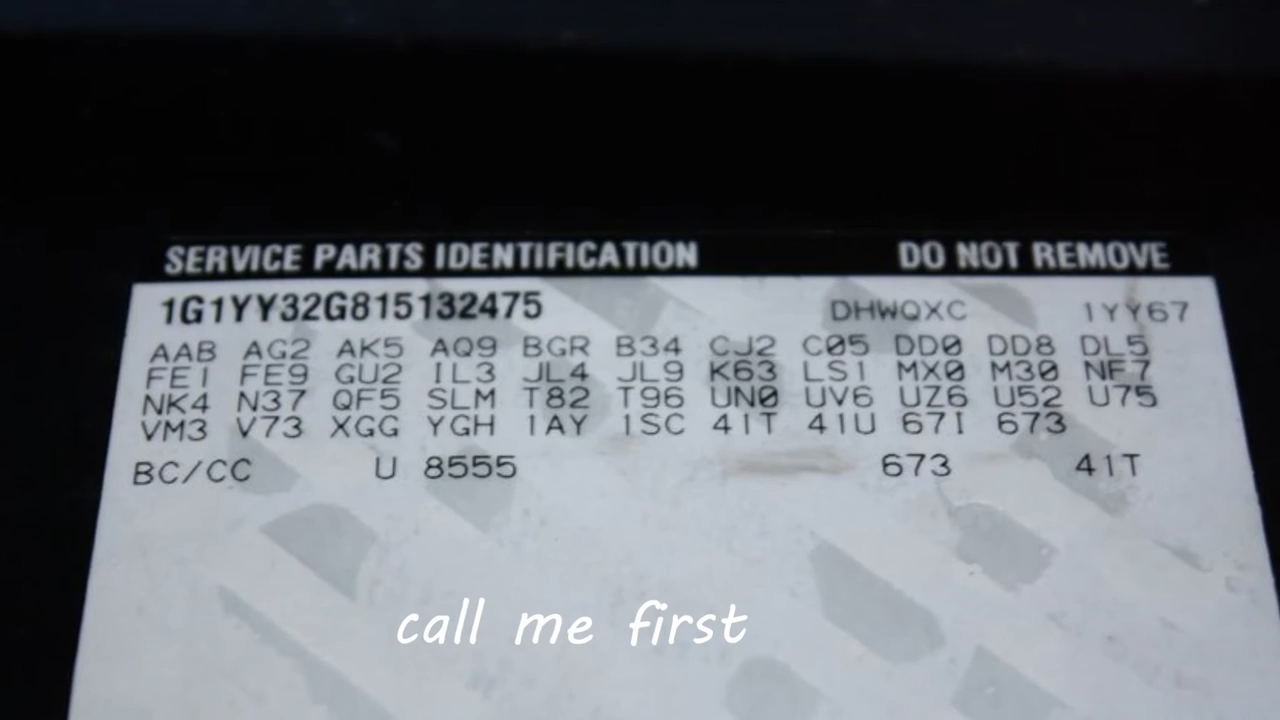 SERVICE PARTS IDENTIFICATION DO NOT REMOVE
1G1YY32G815132475 DHWQXC 1YY67
AAB AG2 AK5 AQ9 BGR B34 CJ2 C05 DD0 DD8 DL5
FE1 FE9 GU2 IL3 JL4 JL9 K63 LS1 MX0 M30 NF7
NK4 N37 QF5 SLM T82 T96 UN0 UV6 UZ6 U52 U75
VM3 V73 XGG YGH 1AY 1SC 41T 41U 67I 673
BC/CC U 8555 673 41T
call me first